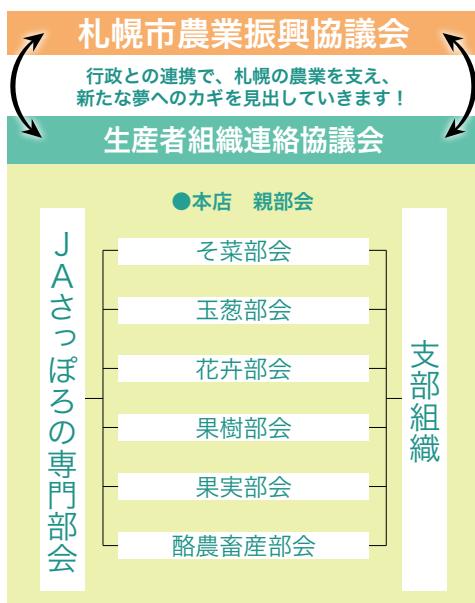 札幌市農業振興協議会
行政との連携で、札幌の農業を支え、
新たな夢へのカギを見出していきます！
生産者組織連絡協議会
●本店　親部会
JAさっぽろの専門部会
そ菜部会
玉葱部会
花卉部会
果樹部会
果実部会
酪農畜産部会
支部組織